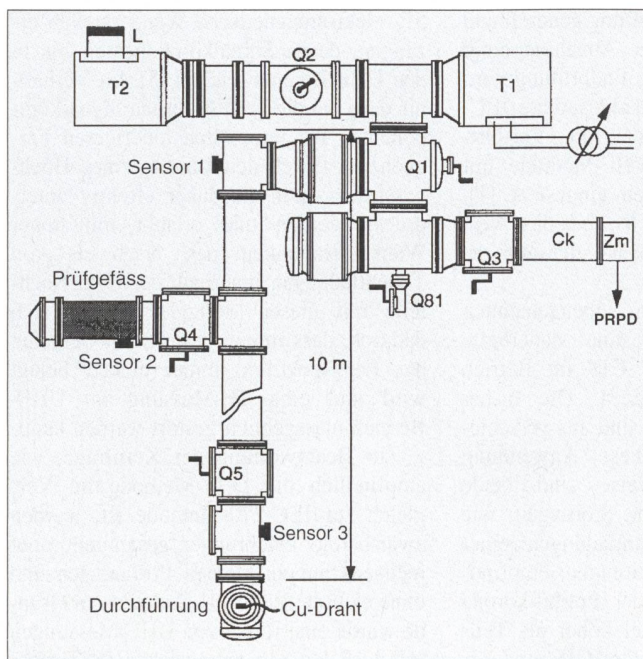 L
T2
Q2
T1
Sensor 1
Q1
Ck
Zm
Q3
Q81
PRPD
Prüfgefäss
Q4
Sensor 2
10 m
Q5
Sensor 3
Durchführung
Cu-Draht